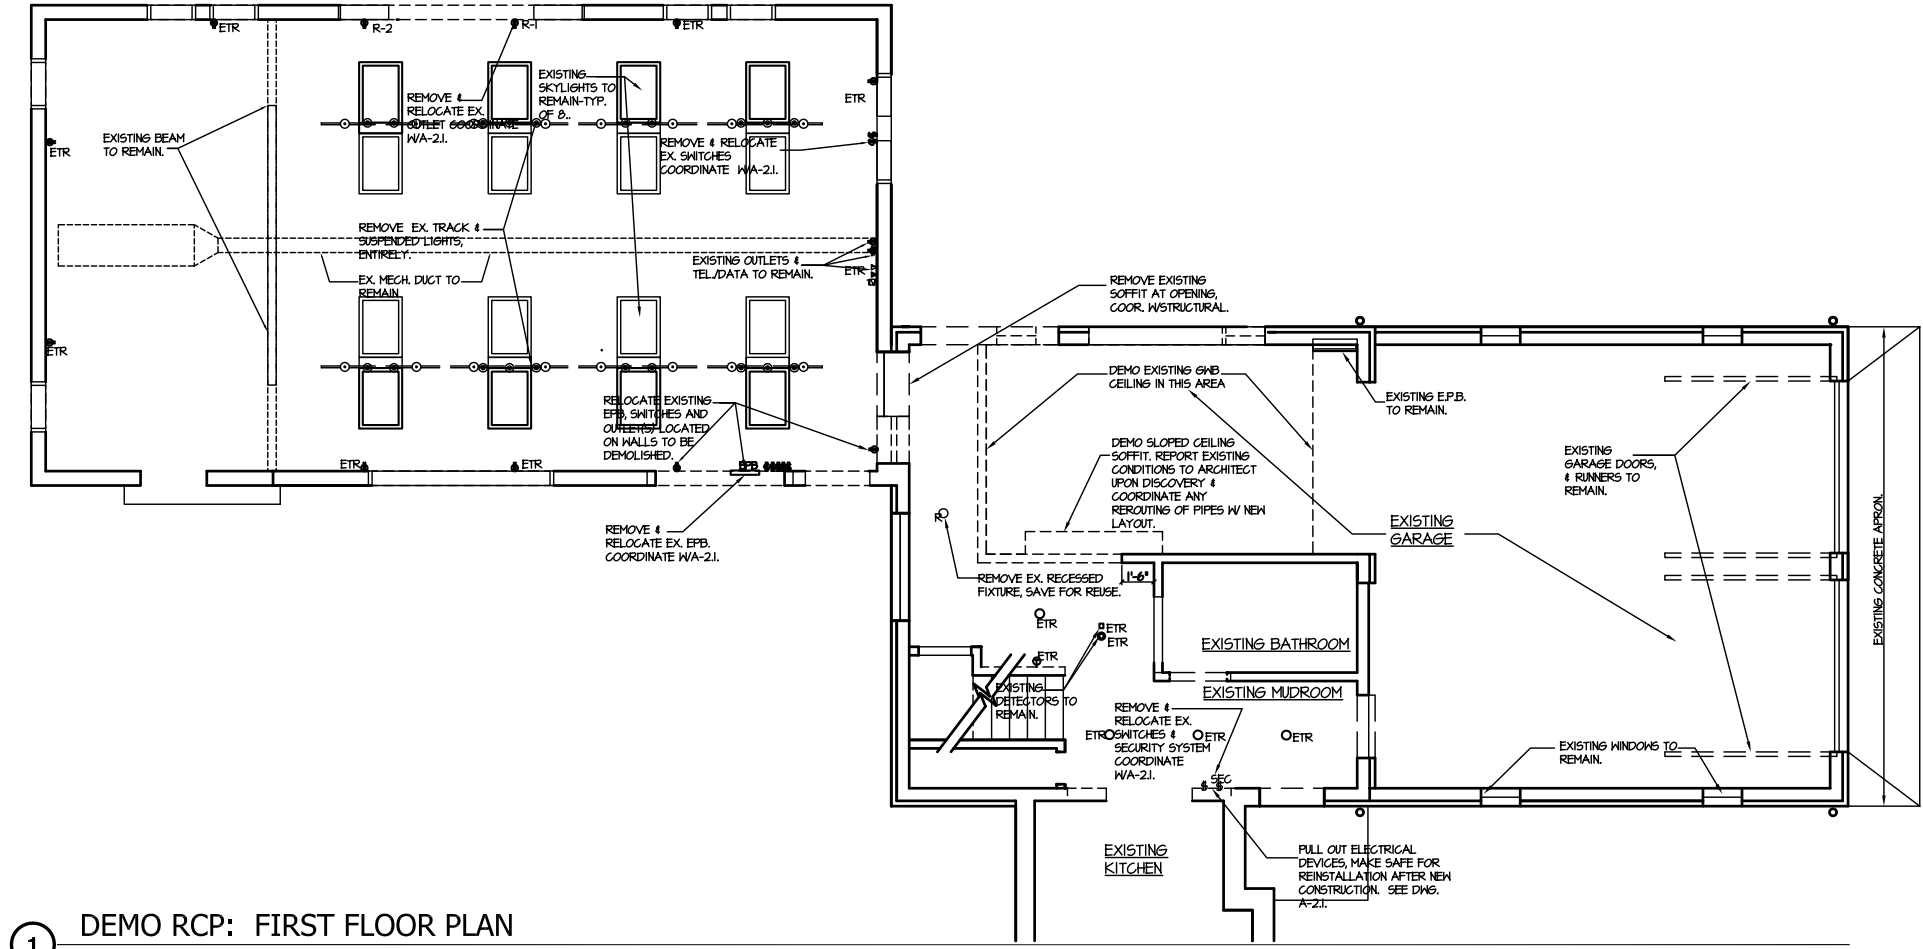 ETR
R-2
R-1
ETR
EXISTING
SKYLIGHTS TO
REMAIN-TYP.
OF 8..
REMOVE &
RELOCATE EX.
OUTLET COORDINATE
W/A-2.1.
ETR
EXISTING BEAM
TO REMAIN.
ETR
REMOVE & RELOCATE
EX. SWITCHES
COORDINATE W/A-2.1.
REMOVE EX. TRACK &
SUSPENDED LIGHTS,
ENTIRELY.
EX. MECH. DUCT TO
REMAIN
EXISTING OUTLETS &
TEL./DATA TO REMAIN.
ETR
ETR
REMOVE EXISTING
SOFFIT AT OPENING,
COOR. W/STRUCTURAL.
RELOCATE EXISTING
EPB, SWITCHES AND
OUTLET(S) LOCATED
ON WALLS TO BE
DEMOLISHED.
ETR
ETR
EPB
DEMO EXISTING GWB
CEILING IN THIS AREA
EXISTING E.P.B.
TO REMAIN.
DEMO SLOPED CEILING
SOFFIT. REPORT EXISTING
CONDITIONS TO ARCHITECT
UPON DISCOVERY &
COORDINATE ANY
REROUTING OF PIPES W/ NEW
LAYOUT.
EXISTING
GARAGE DOORS,
& RUNNERS TO
REMAIN.
EXISTING
GARAGE
EXISTING CONCRETE APRON.
REMOVE &
RELOCATE EX. EPB.
COORDINATE W/A-2.1.
R
REMOVE EX. RECESSED
FIXTURE, SAVE FOR REUSE.
1'-6"
ETR
ETR
ETR
ETR
EXISTING BATHROOM
EXISTING
DETECTORS TO
REMAIN.
EXISTING MUDROOM
REMOVE &
RELOCATE EX.
SWITCHES &
SECURITY SYSTEM
COORDINATE
W/A-2.1.
ETR
ETR
ETR
EXISTING WINDOWS TO
REMAIN.
SEC
$ $
EXISTING
KITCHEN
PULL OUT ELECTRICAL
DEVICES, MAKE SAFE FOR
REINSTALLATION AFTER NEW
CONSTRUCTION. SEE DWG.
A-2.1.
1
DEMO RCP: FIRST FLOOR PLAN